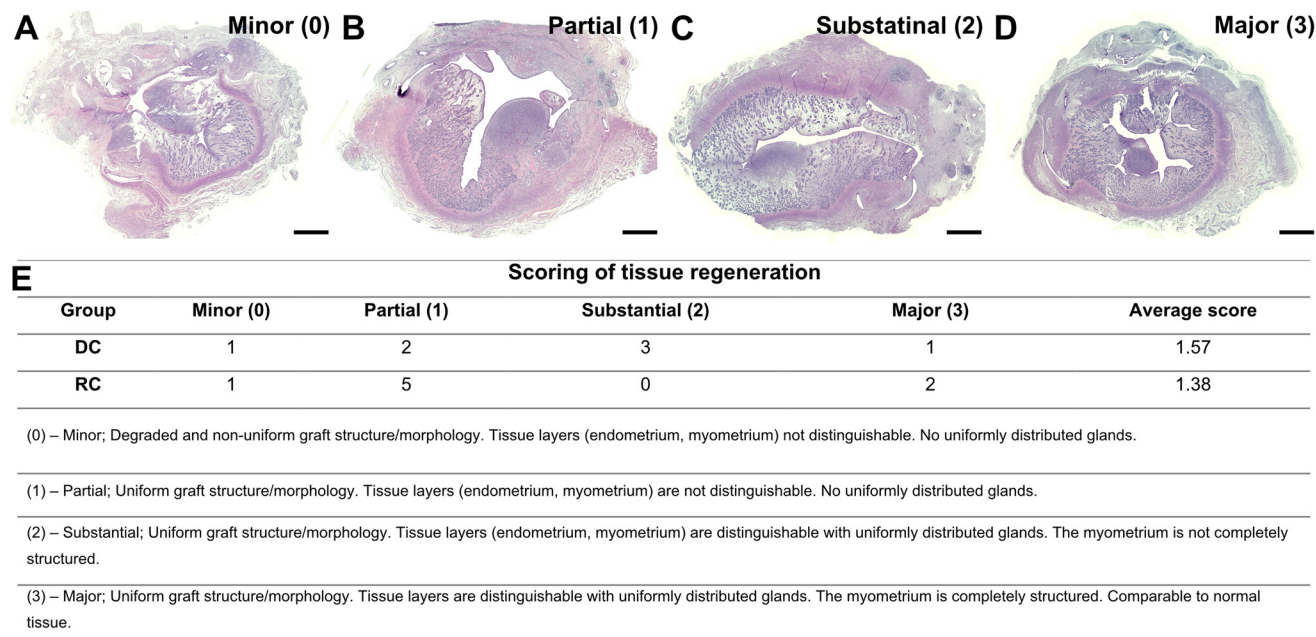 A Minor (0) B Partial (1) C Substatinal (2) D Major (3)
E Scoring of tissue regeneration
Group Minor (0) Partial (1) Substantial (2) Major (3) Average score
DC 1 2 3 1 1.57
RC 1 5 0 2 1.38
(0) – Minor; Degraded and non-uniform graft structure/morphology. Tissue layers (endometrium, myometrium) not distinguishable. No uniformly distributed glands.
(1) – Partial; Uniform graft structure/morphology. Tissue layers (endometrium, myometrium) are not distinguishable. No uniformly distributed glands.
(2) – Substantial; Uniform graft structure/morphology. Tissue layers (endometrium, myometrium) are distinguishable with uniformly distributed glands. The myometrium is not completely
structured.
(3) – Major; Uniform graft structure/morphology. Tissue layers are distinguishable with uniformly distributed glands. The myometrium is completely structured. Comparable to normal
tissue.